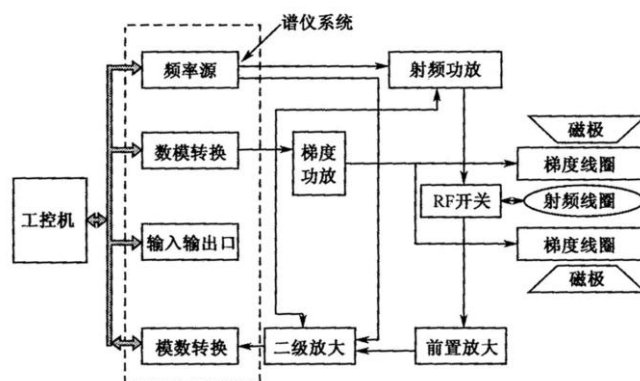 谱仪系统
频率源
射频功放
磁极
数模转换
梯度
功放
梯度线圈
工控机
RF开关
射频线圈
输入输出口
梯度线圈
磁极
模数转换
二级放大
前置放大